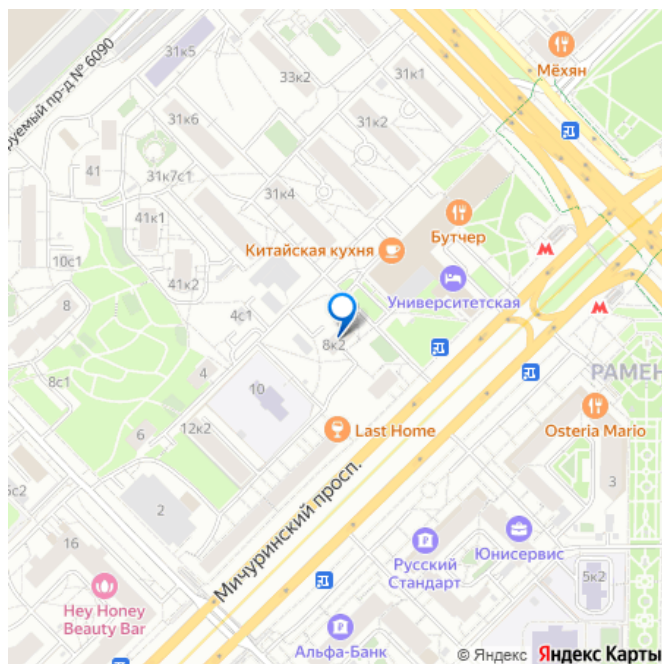 31к5
31к1
Мёхян
33к2
руемый пр-д № 6090
31к6
31к2
41
31к7с1
31к4
41к1
Бутчер
Китайская кухня
10с1
41к2
Университетская
8
4с1
8к2
РАМЕН
8с1
4
10
Last Home
Osteria Mario
6
12к2
3
6с2
2
Мичуринский просп.
16
Русский
Стандарт
Юнисервис
5к2
Hey Honey
Beauty Bar
Альфа-Банк
© Яндекс Яндекс Карты